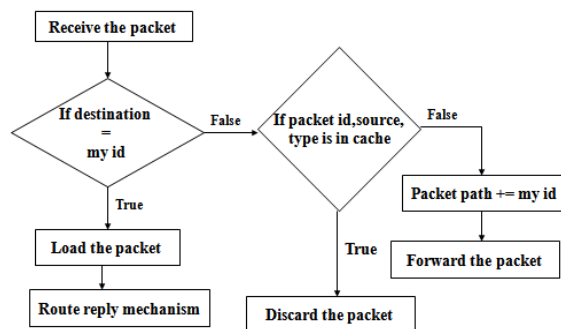 Receive the packet
If destination
=
my id
False
If packet id,source,
type is in cache
False
True
Packet path += my id
Load the packet
True
Forward the packet
Route reply mechanism
Discard the packet